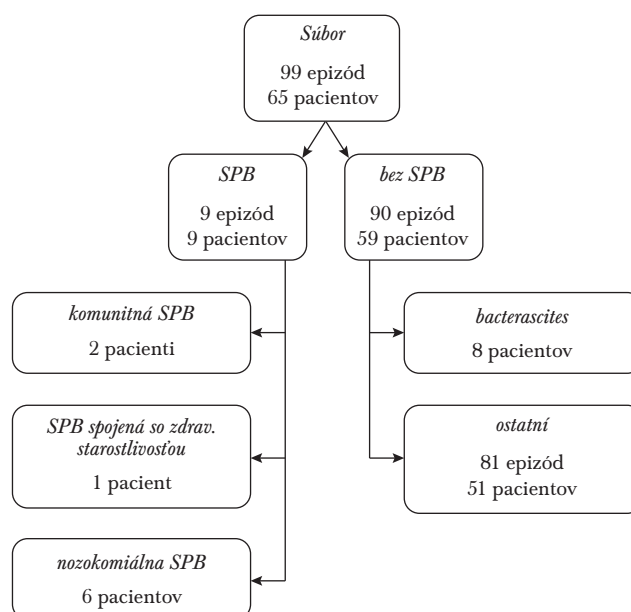 Súbor
99 epizód
65 pacientov
SPB
9 epizód
9 pacientov
bez SPB
90 epizód
59 pacientov
komunitná SPB
2 pacienti
bacterascites
8 pacientov
SPB spojená so zdrav.
starostlivosťou
1 pacient
ostatní
81 epizód
51 pacientov
nozokomiálna SPB
6 pacientov